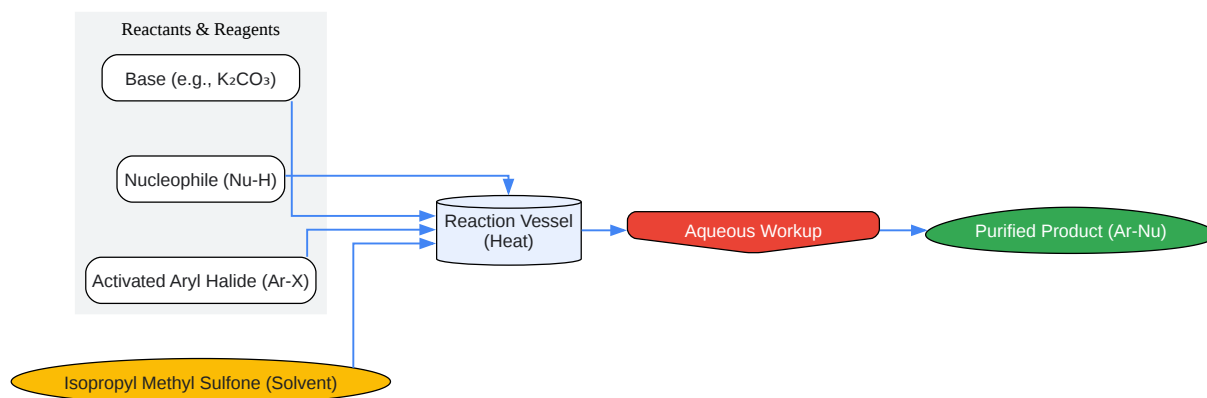 Reactants & Reagents
Base (e.g., K₂CO₃)
Nucleophile (Nu-H)
Activated Aryl Halide (Ar-X)
Isopropyl Methyl Sulfone (Solvent)
Reaction Vessel
(Heat)
Aqueous Workup
Purified Product (Ar-Nu)